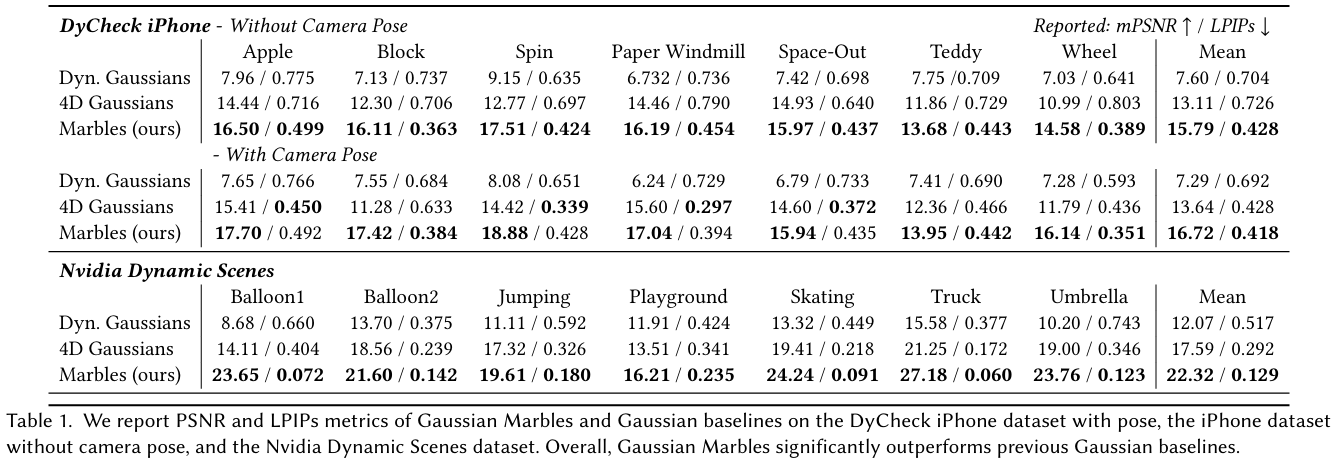 DyCheck iPhone - Without Camera Pose Reported: mPSNR ↑ / LPIPs ↓
Apple Block Spin Paper Windmill Space-Out Teddy Wheel Mean
Dyn. Gaussians 7.96 / 0.775 7.13 / 0.737 9.15 / 0.635 6.732 / 0.736 7.42 / 0.698 7.75 /0.709 7.03 / 0.641 7.60 / 0.704
4D Gaussians 14.44 / 0.716 12.30 / 0.706 12.77 / 0.697 14.46 / 0.790 14.93 / 0.640 11.86 / 0.729 10.99 / 0.803 13.11 / 0.726
Marbles (ours) 16.50 / 0.499 16.11 / 0.363 17.51 / 0.424 16.19 / 0.454 15.97 / 0.437 13.68 / 0.443 14.58 / 0.389 15.79 / 0.428
- With Camera Pose
Dyn. Gaussians 7.65 / 0.766 7.55 / 0.684 8.08 / 0.651 6.24 / 0.729 6.79 / 0.733 7.41 / 0.690 7.28 / 0.593 7.29 / 0.692
4D Gaussians 15.41 / 0.450 11.28 / 0.633 14.42 / 0.339 15.60 / 0.297 14.60 / 0.372 12.36 / 0.466 11.79 / 0.436 13.64 / 0.428
Marbles (ours) 17.70 / 0.492 17.42 / 0.384 18.88 / 0.428 17.04 / 0.394 15.94 / 0.435 13.95 / 0.442 16.14 / 0.351 16.72 / 0.418
Nvidia Dynamic Scenes
Balloon1 Balloon2 Jumping Playground Skating Truck Umbrella Mean
Dyn. Gaussians 8.68 / 0.660 13.70 / 0.375 11.11 / 0.592 11.91 / 0.424 13.32 / 0.449 15.58 / 0.377 10.20 / 0.743 12.07 / 0.517
4D Gaussians 14.11 / 0.404 18.56 / 0.239 17.32 / 0.326 13.51 / 0.341 19.41 / 0.218 21.25 / 0.172 19.00 / 0.346 17.59 / 0.292
Marbles (ours) 23.65 / 0.072 21.60 / 0.142 19.61 / 0.180 16.21 / 0.235 24.24 / 0.091 27.18 / 0.060 23.76 / 0.123 22.32 / 0.129
Table 1. We report PSNR and LPIPs metrics of Gaussian Marbles and Gaussian baselines on the DyCheck iPhone dataset with pose, the iPhone dataset
without camera pose, and the Nvidia Dynamic Scenes dataset. Overall, Gaussian Marbles significantly outperforms previous Gaussian baselines.